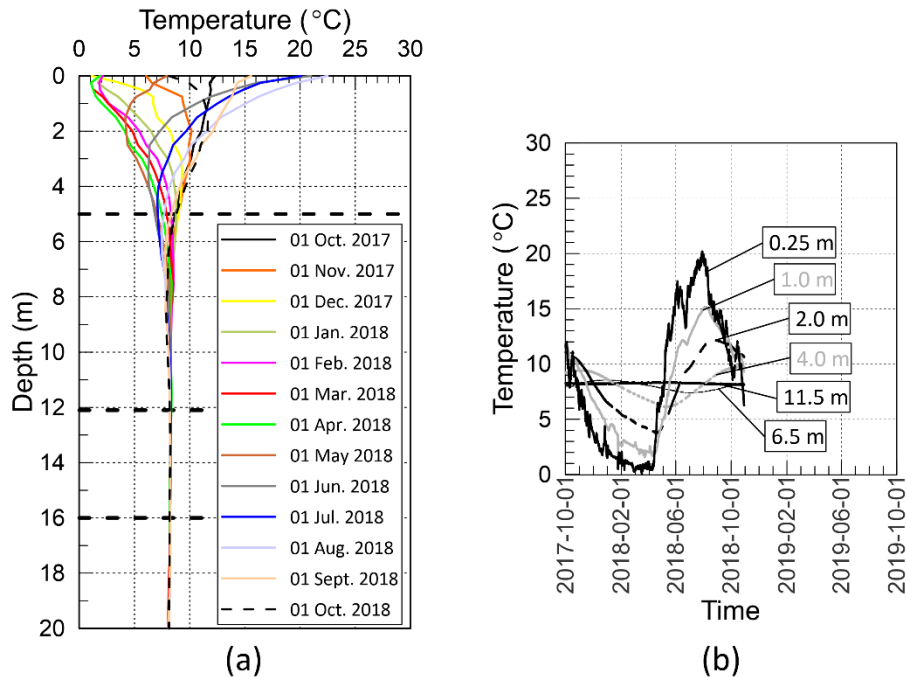 Temperature (°C)
0 5 10 15 20 25 30
0
2
4
6
8
10
12
14
16
18
20
Depth (m)
01 Oct. 2017
01 Nov. 2017
01 Dec. 2017
01 Jan. 2018
01 Feb. 2018
01 Mar. 2018
01 Apr. 2018
01 May 2018
01 Jun. 2018
01 Jul. 2018
01 Aug. 2018
01 Sept. 2018
01 Oct. 2018
(a)
30
25
20
15
10
5
0
Temperature (°C)
0.25 m
1.0 m
2.0 m
4.0 m
11.5 m
6.5 m
2017-10-01
2018-02-01
2018-06-01
2018-10-01
2019-02-01
2019-06-01
2019-10-01
Time
(b)